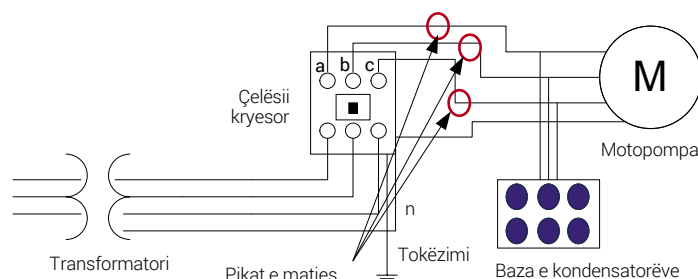 a b c
Çelësii
kryesor
M
Motopompa
n
Transformatori
Pikat e matjes
Tokëzimi
Baza e kondensatorëve